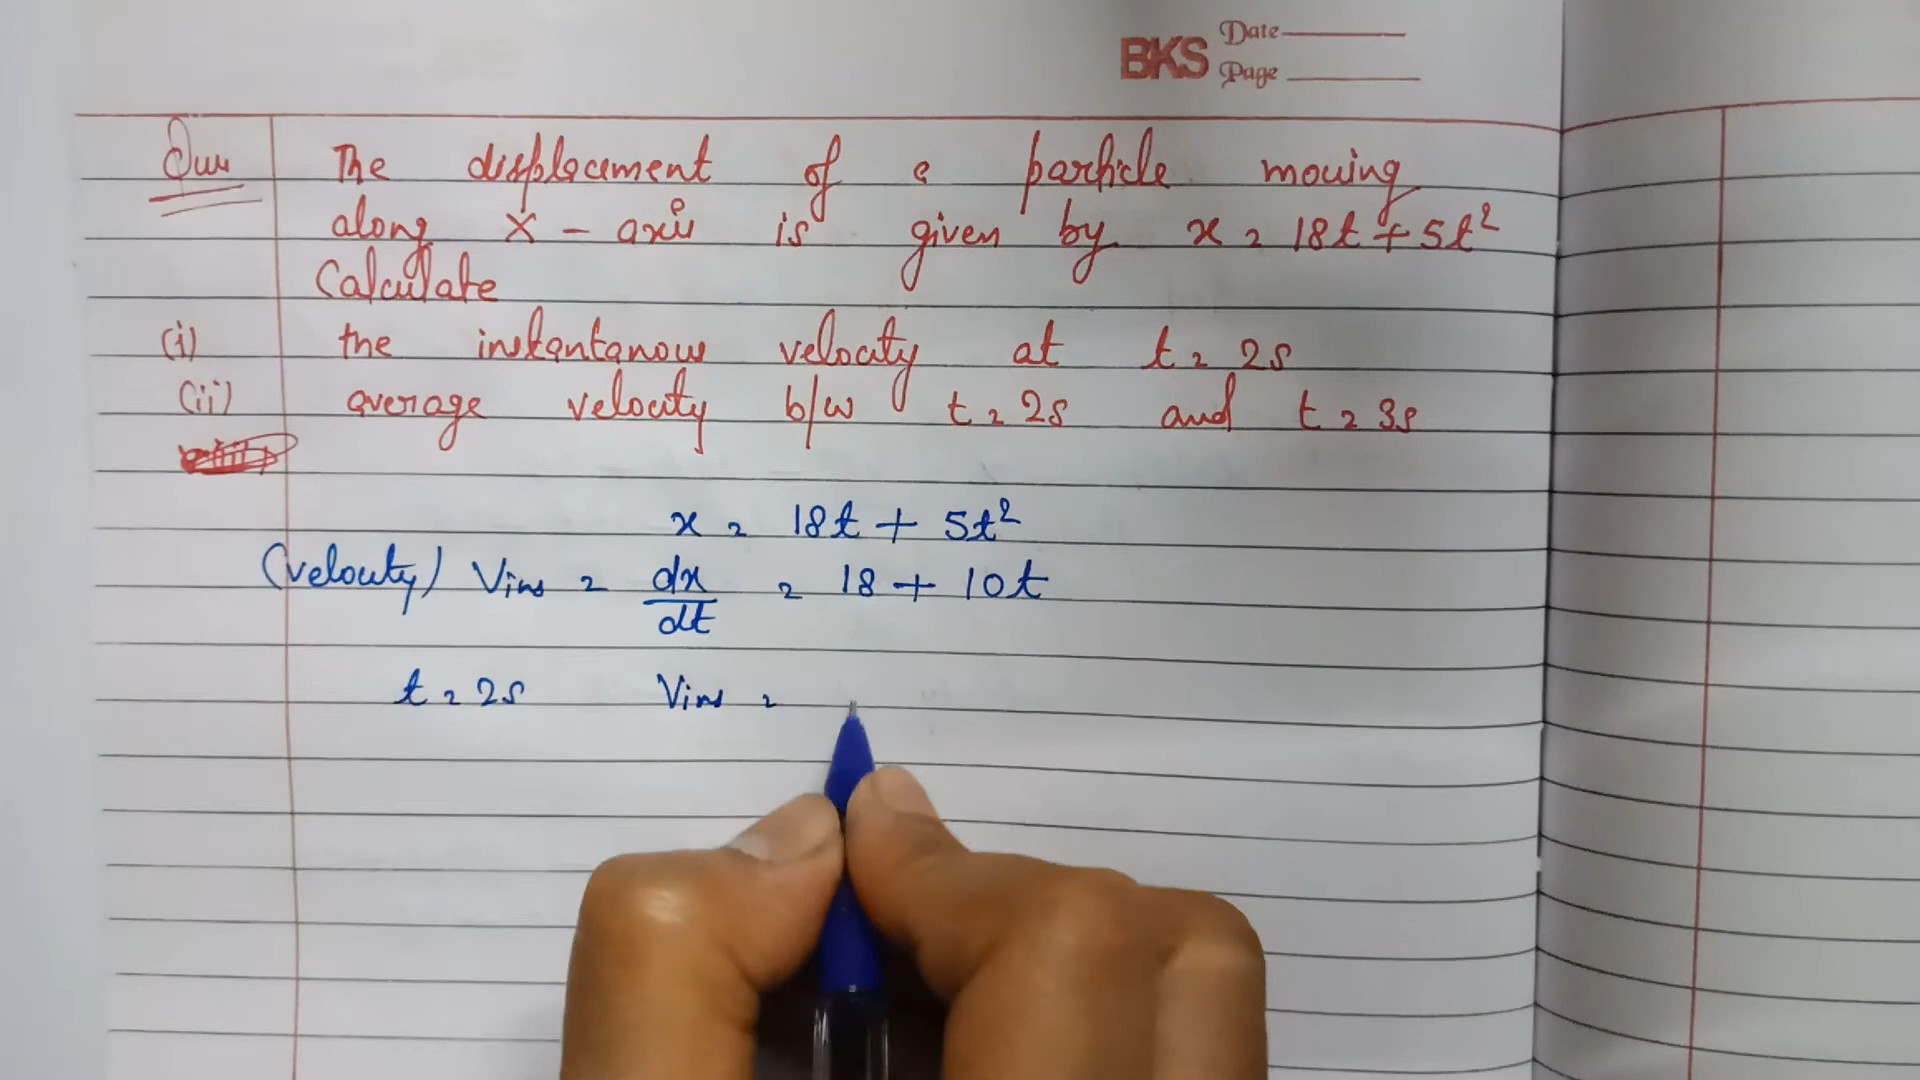 BKS Date
Page
Que The displacement of a particle moving
along X - axis is given by x = 18t + 5t²
Calculate
(i) the instantanous velocity at t = 2s
(ii) average velocity b/w t = 2s and t = 3s
x = 18t + 5t²
(velocity) Vins = dx/dt = 18 + 10t
t = 2s Vins =